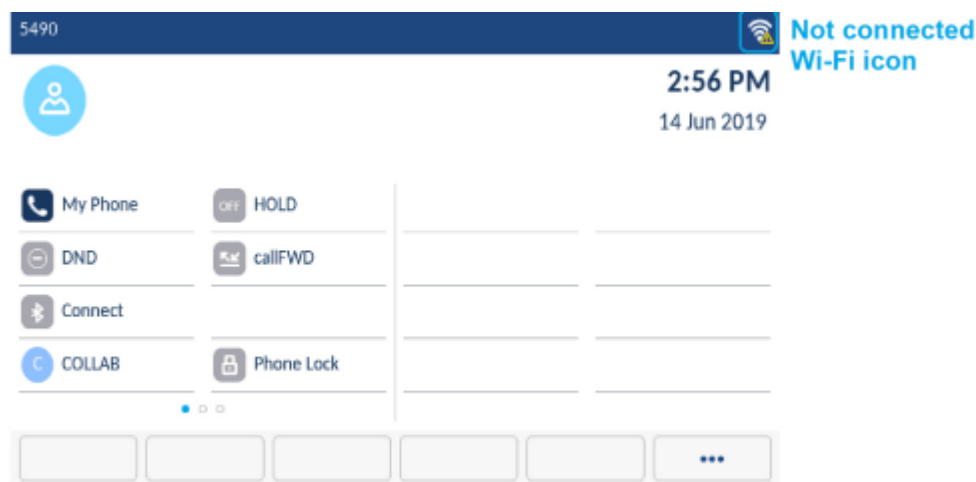 5490
Not connected
Wi-Fi icon
2:56 PM
14 Jun 2019
My Phone
OFF HOLD
DND
callFWD
Connect
C COLLAB
Phone Lock